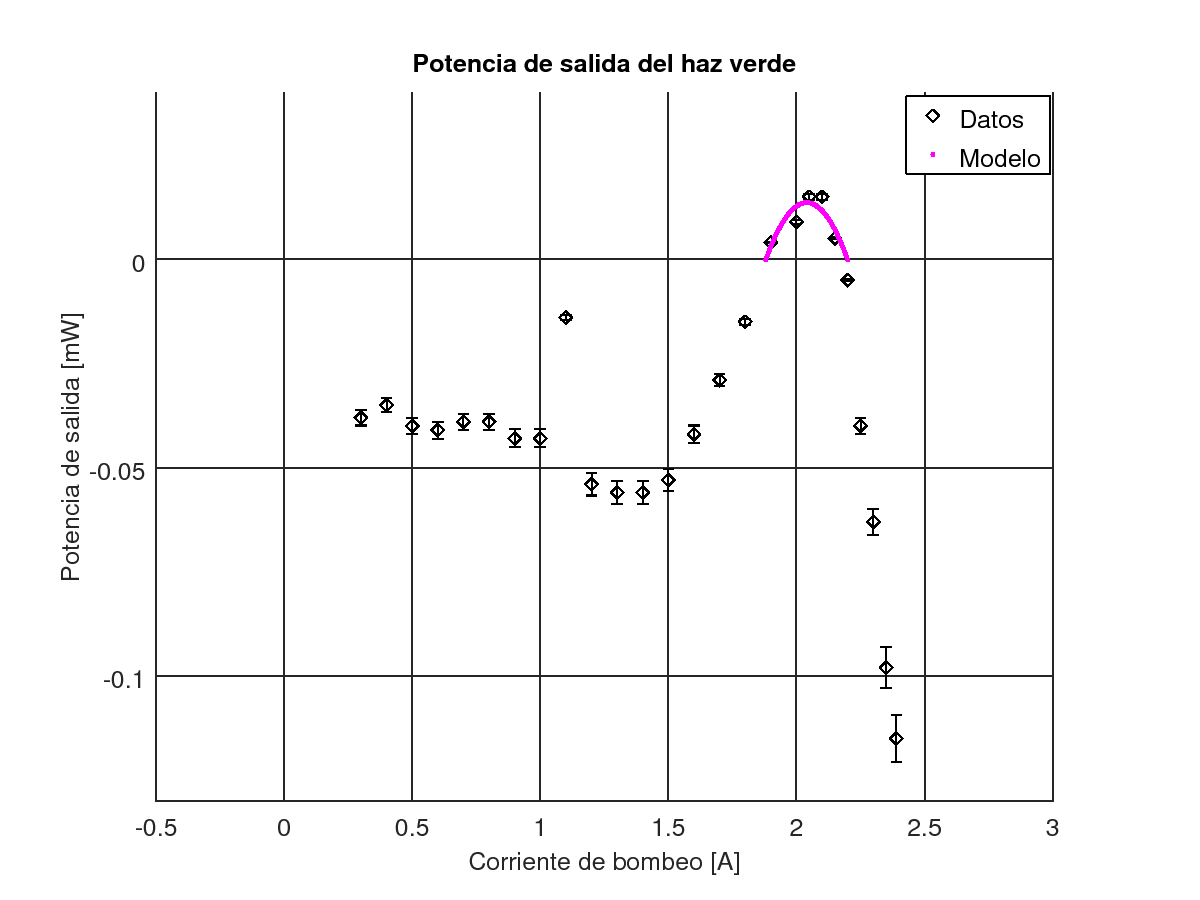 Potencia de salida del haz verde
Datos
Modelo
0
-0.05
-0.1
Potencia de salida [mW]
-0.5 0 0.5 1 1.5 2 2.5 3
Corriente de bombeo [A]